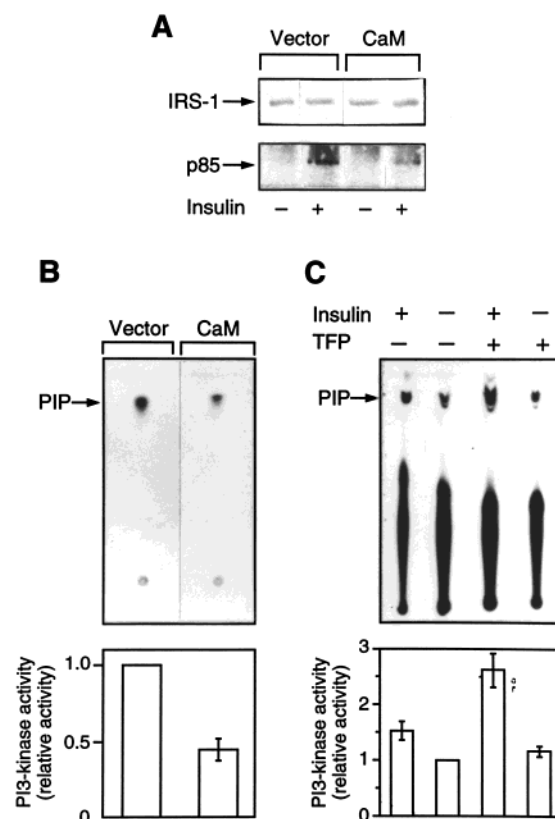 A
Vector CaM
IRS-1
p85
Insulin − + − +
B
Vector CaM
PIP
PI3-kinase activity
(relative activity)
1.0
0.5
0
C
Insulin + − + −
TFP − − + +
PIP
PI3-kinase activity
(relative activity)
3
2
1
0